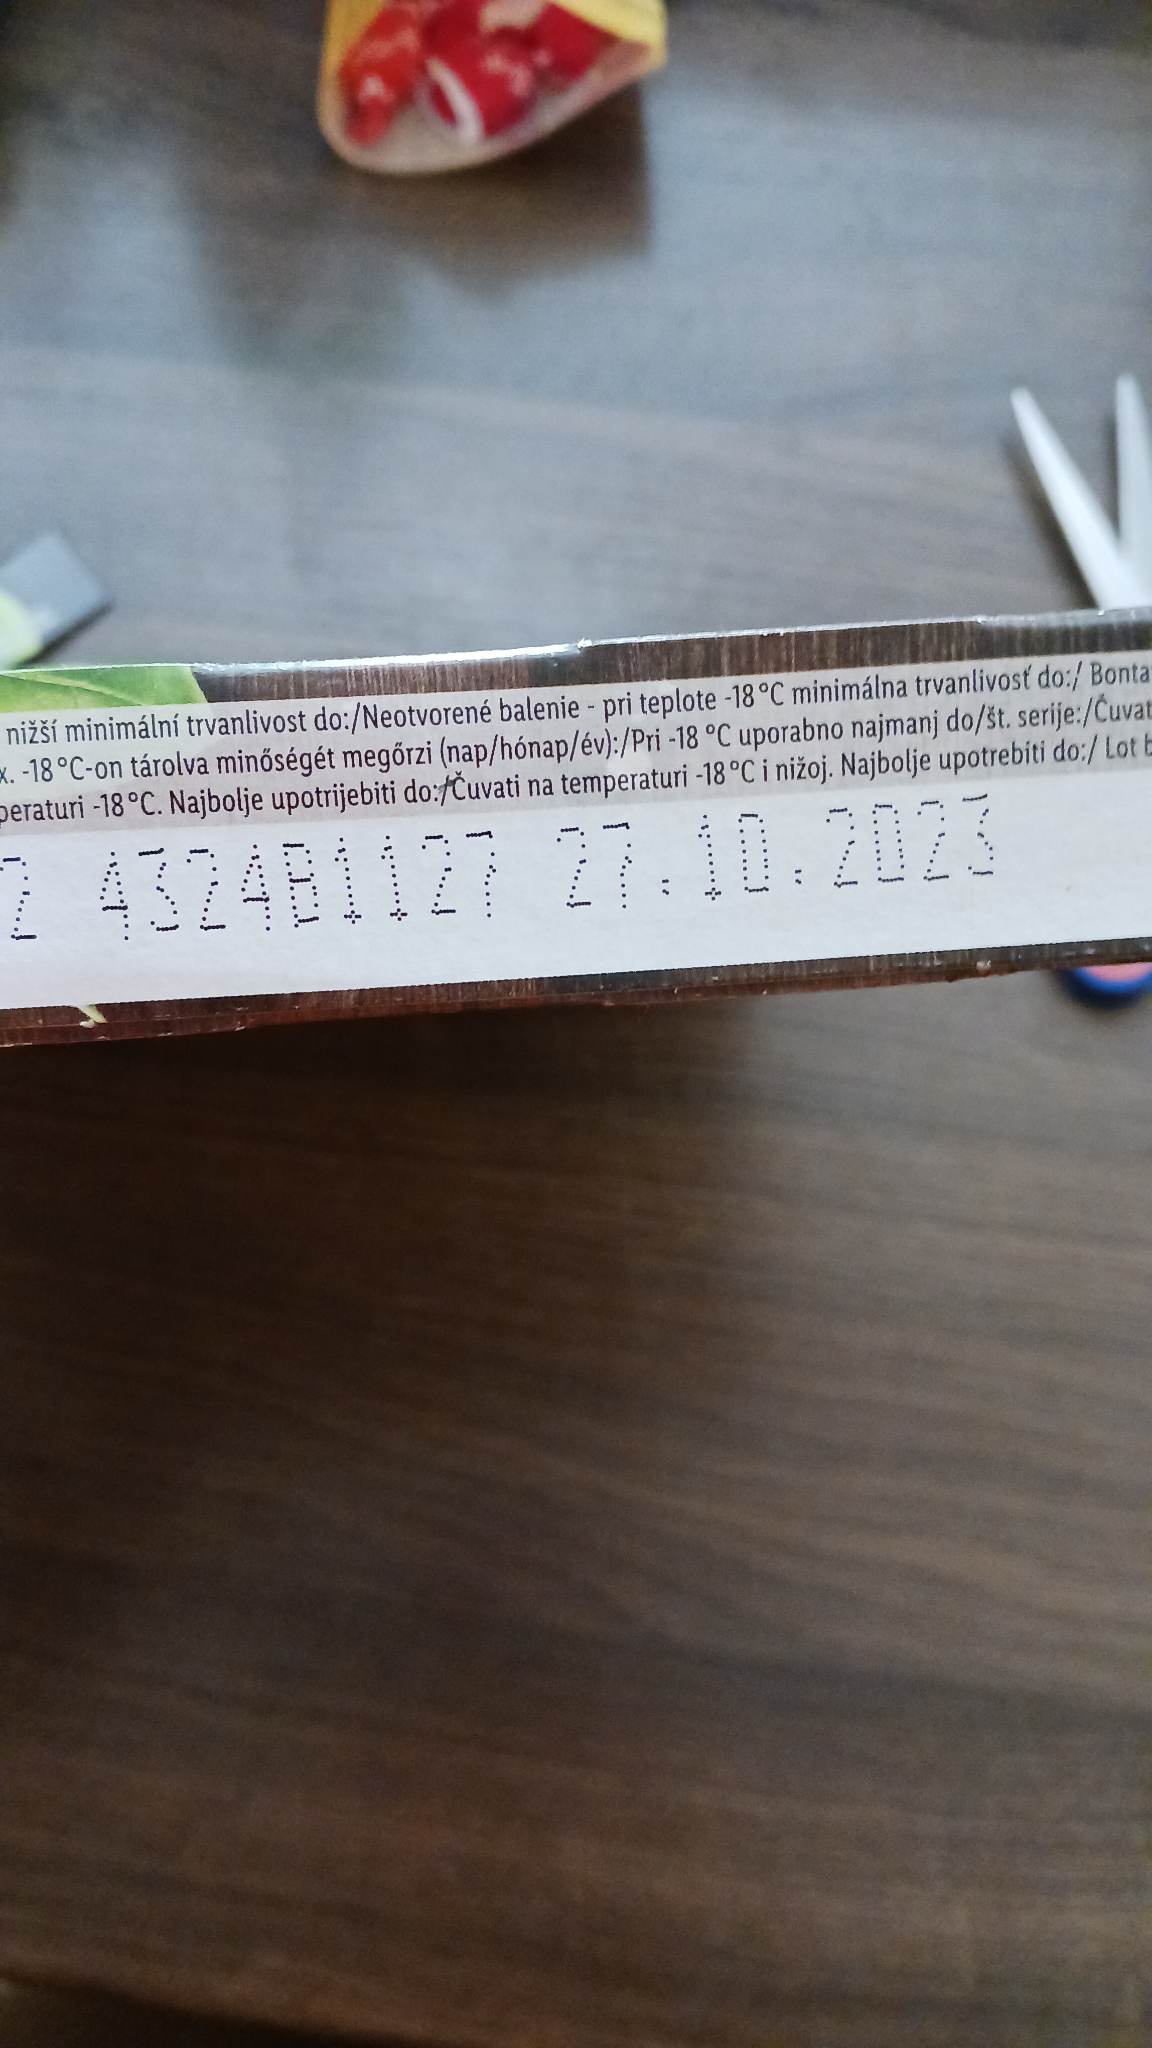 nižší minimální trvanlivost do:/Neotvorené balenie - pri teplote -18°C minimálna trvanlivosť do:/ Bonta
x. -18°C-on tárolva minőségét megőrzi (nap/hónap/év):/Pri -18 °C uporabno najmanj do/št. serije:/Čuvat
peraturi -18°C. Najbolje upotrijebiti do:/Čuvati na temperaturi -18°C i nižoj. Najbolje upotrebiti do:/ Lot b
2 4324B1127 27.10.2023